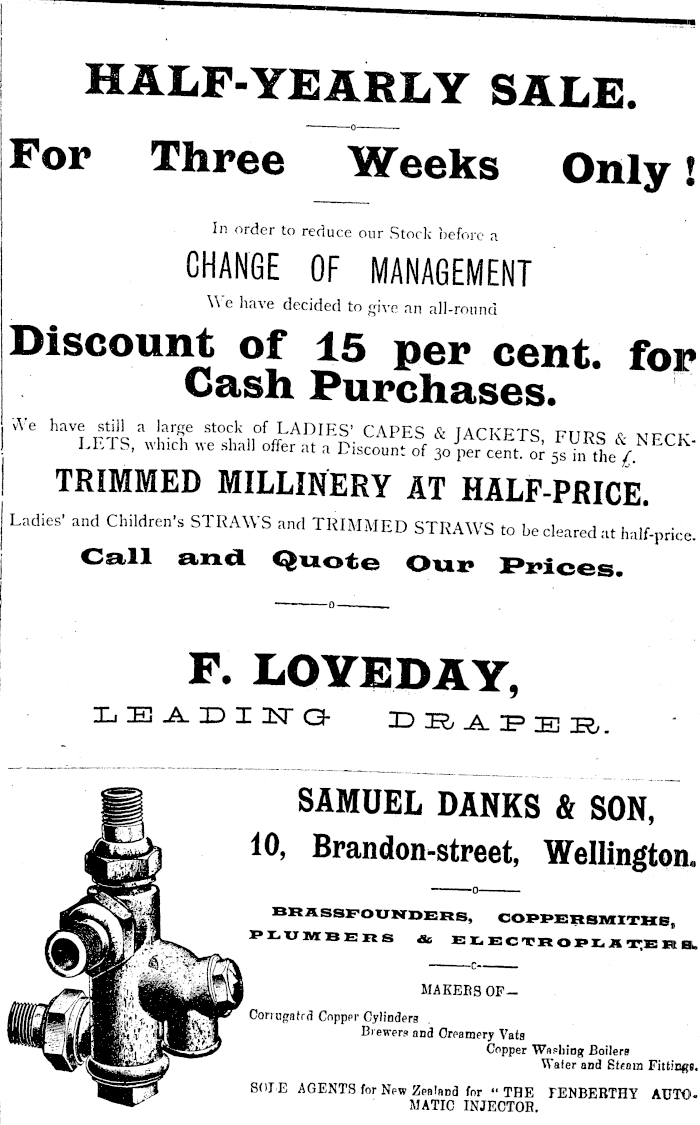 HALF-YEARLY SALE.
For Three Weeks Only !
In order to reduce our Stock before a
CHANGE OF MANAGEMENT
We have decided to give an all-round
Discount of 15 per cent. for
Cash Purchases.
We have still a large stock of LADIES' CAPES & JACKETS, FURS & NECK-
LETS, which we shall offer at a Discount of 30 per cent. or 5s in the £.
TRIMMED MILLINERY AT HALF-PRICE.
Ladies' and Children's STRAWS and TRIMMED STRAWS to be cleared at half-price.
Call and Quote Our Prices.
F. LOVEDAY,
LEADING DRAPER.
SAMUEL DANKS & SON,
10, Brandon-street, Wellington.
BRASSFOUNDERS, COPPERSMITHS,
PLUMBERS & ELECTROPLATERS.
MAKERS OF—
Corrugated Copper Cylinders
Brewers and Creamery Vats
Copper Washing Boilers
Water and Steam Fittings.
SOLE AGENTS for New Zealand for "THE FENBERTHY AUTO-
MATIC INJECTOR.